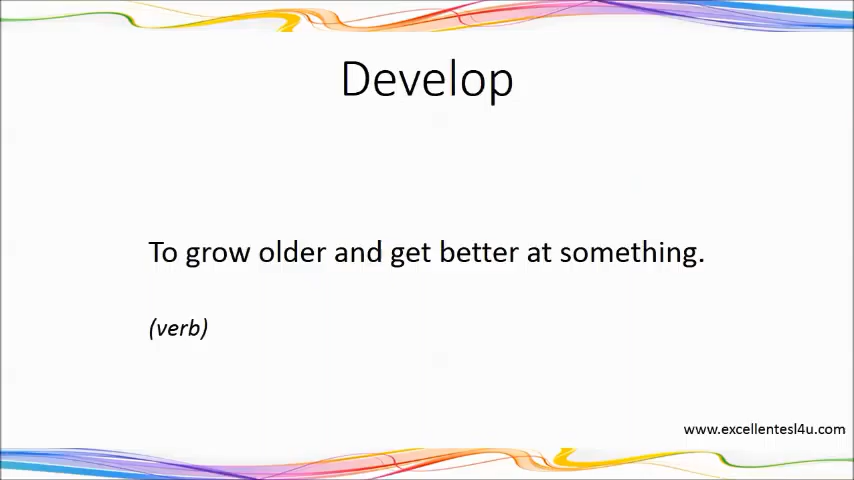 Develop
To grow older and get better at something.
(verb)
www.excellentesl4u.com